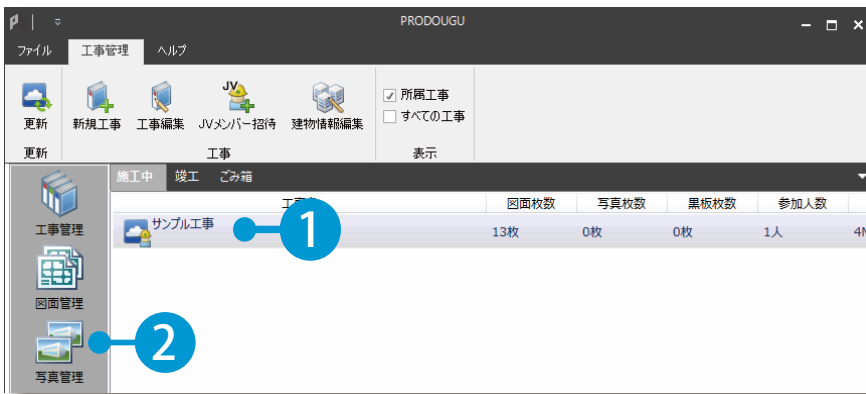 PRODOUGU
ファイル 工事管理 ヘルプ
更新 新規工事 工事編集 JVメンバー招待 建物情報編集
所属工事
すべての工事
更新 工事 表示
施工中 竣工 ごみ箱
図面枚数 写真枚数 黒板枚数 参加人数
サンプル工事 13枚 0枚 0枚 1人
1
工事管理
図面管理
2
写真管理